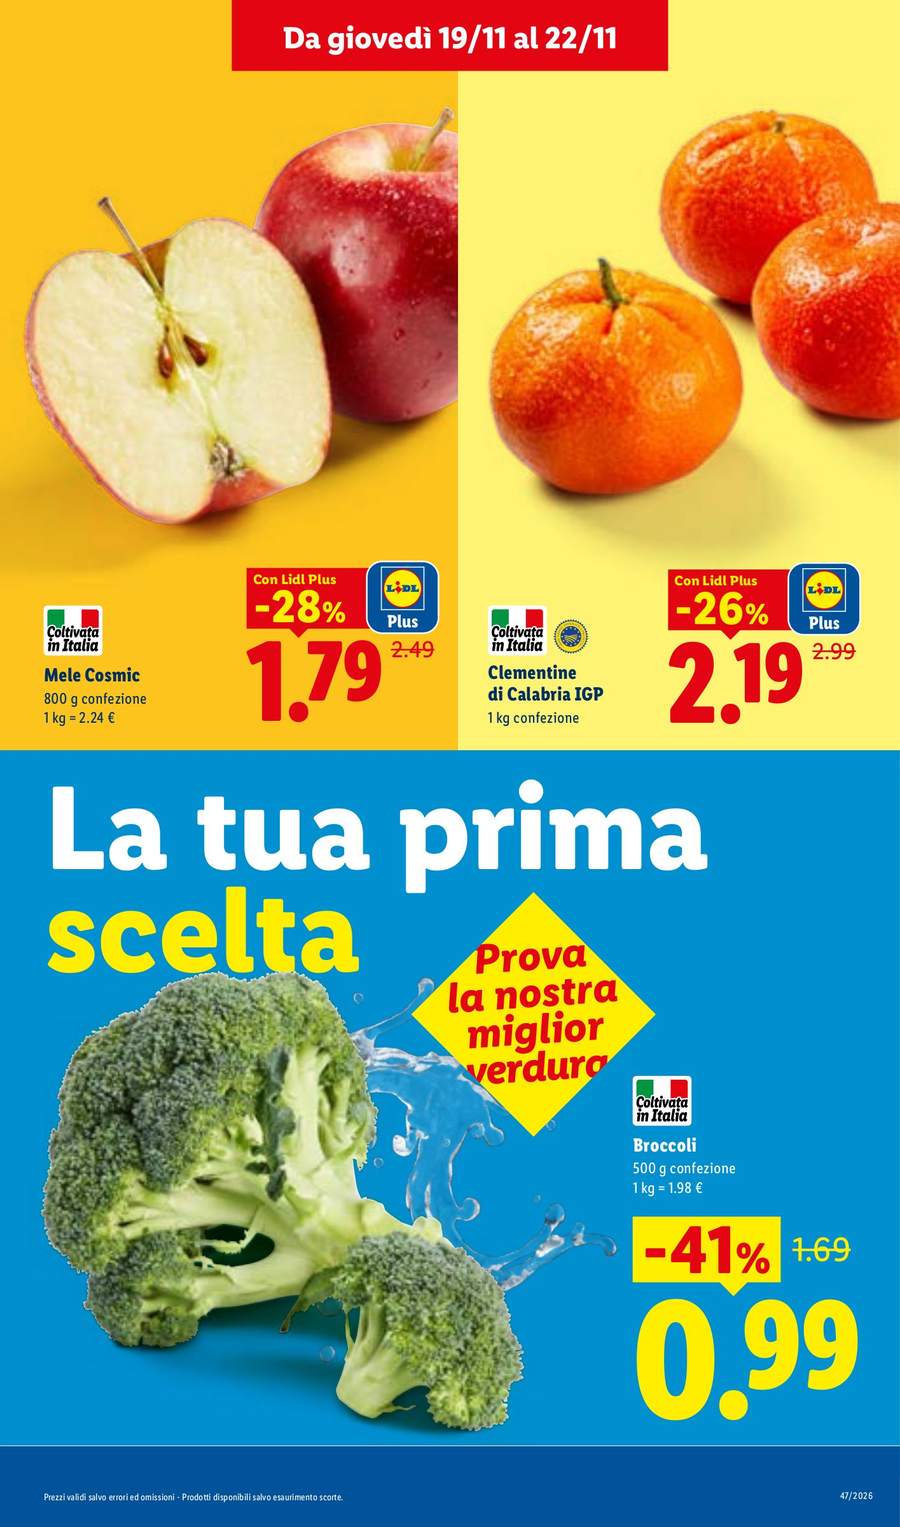 Da giovedì 19/11 al 22/11
Con Lidl Plus
-28%
LIDL
Plus
Coltivata
in Italia
Mele Cosmic
800 g confezione
1 kg = 2.24 €
1.79
2.49
Con Lidl Plus
-26%
LIDL
Plus
Coltivata
in Italia
Clementine
di Calabria IGP
1 kg confezione
2.19
2.99
La tua prima
scelta
Prova
la nostra
miglior
verdura
Coltivata
in Italia
Broccoli
500 g confezione
1 kg = 1.98 €
-41%
1.69
0.99
Prezzi validi salvo errori ed omissioni - Prodotti disponibili salvo esaurimento scorte.
47/2026